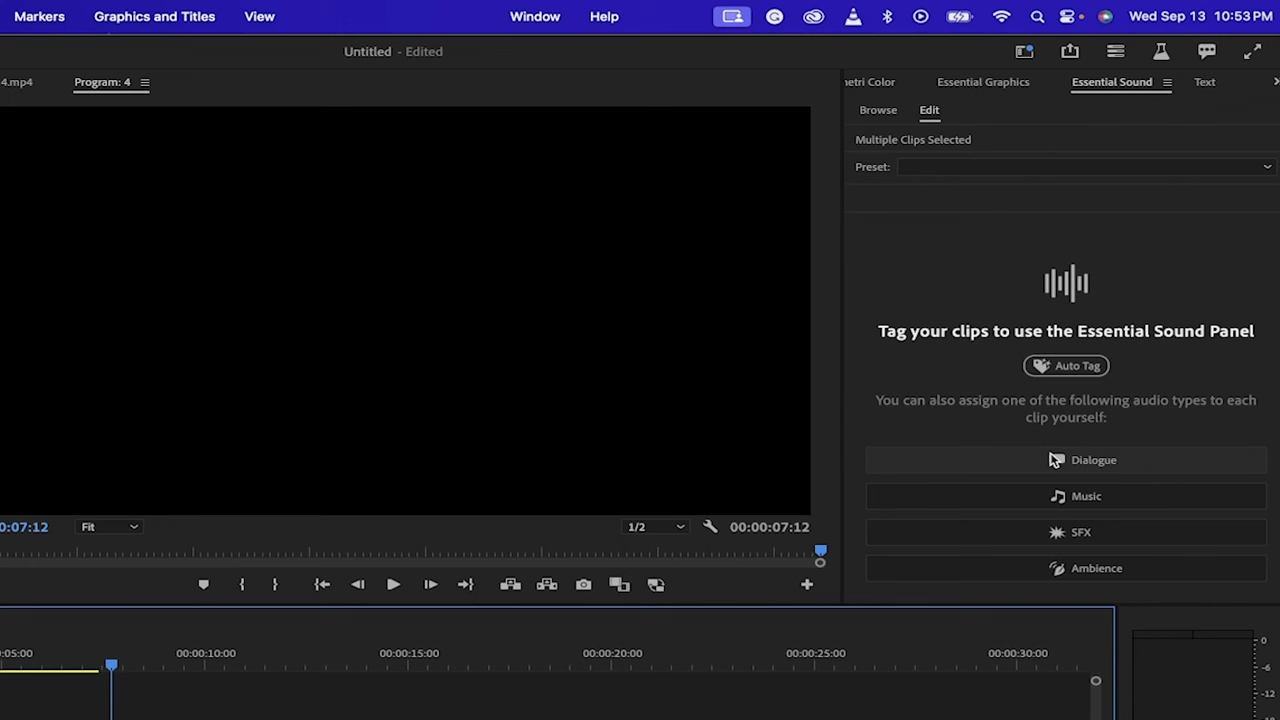 Markers Graphics and Titles View Window Help Wed Sep 13 10:53 PM
Untitled - Edited
4.mp4 Program: 4 etri Color Essential Graphics Essential Sound Text
Browse Edit
Multiple Clips Selected
Preset:
Tag your clips to use the Essential Sound Panel
Auto Tag
You can also assign one of the following audio types to each
clip yourself:
Dialogue
Music
SFX
Ambience
0:07:12 Fit 1/2 00:00:07:12
:05:00 00:00:10:00 00:00:15:00 00:00:20:00 00:00:25:00 00:00:30:00
0
-6
-12